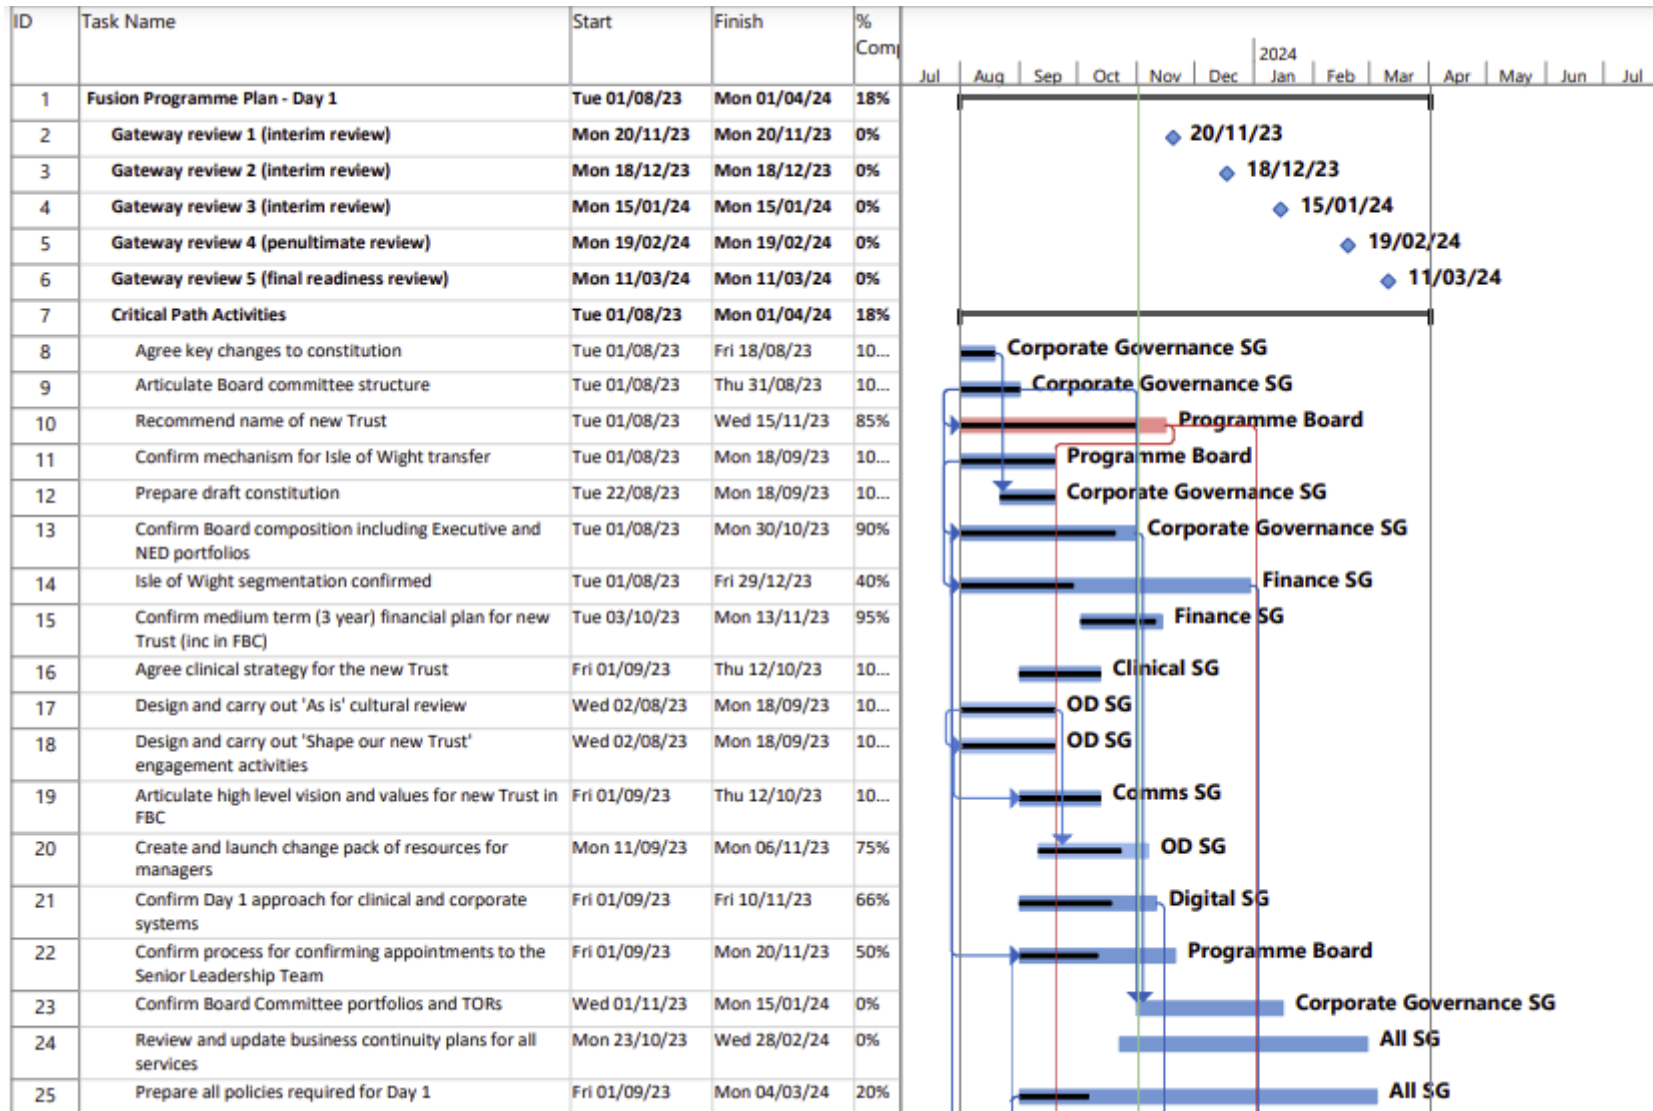 ID Task Name Start Finish %
Comp
2024
Jul Aug Sep Oct Nov Dec Jan Feb Mar Apr May Jun Jul
1 Fusion Programme Plan - Day 1 Tue 01/08/23 Mon 01/04/24 18%
2 Gateway review 1 (interim review) Mon 20/11/23 Mon 20/11/23 0% 20/11/23
3 Gateway review 2 (interim review) Mon 18/12/23 Mon 18/12/23 0% 18/12/23
4 Gateway review 3 (interim review) Mon 15/01/24 Mon 15/01/24 0% 15/01/24
5 Gateway review 4 (penultimate review) Mon 19/02/24 Mon 19/02/24 0% 19/02/24
6 Gateway review 5 (final readiness review) Mon 11/03/24 Mon 11/03/24 0% 11/03/24
7 Critical Path Activities Tue 01/08/23 Mon 01/04/24 18%
8 Agree key changes to constitution Tue 01/08/23 Fri 18/08/23 10... Corporate Governance SG
9 Articulate Board committee structure Tue 01/08/23 Thu 31/08/23 10... Corporate Governance SG
10 Recommend name of new Trust Tue 01/08/23 Wed 15/11/23 85% Programme Board
11 Confirm mechanism for Isle of Wight transfer Tue 01/08/23 Mon 18/09/23 10... Programme Board
12 Prepare draft constitution Tue 22/08/23 Mon 18/09/23 10... Corporate Governance SG
13 Confirm Board composition including Executive and Tue 01/08/23 Mon 30/10/23 90% Corporate Governance SG
NED portfolios
14 Isle of Wight segmentation confirmed Tue 01/08/23 Fri 29/12/23 40% Finance SG
15 Confirm medium term (3 year) financial plan for new Tue 03/10/23 Mon 13/11/23 95% Finance SG
Trust (inc in FBC)
16 Agree clinical strategy for the new Trust Fri 01/09/23 Thu 12/10/23 10... Clinical SG
17 Design and carry out 'As is' cultural review Wed 02/08/23 Mon 18/09/23 10... OD SG
18 Design and carry out 'Shape our new Trust' Wed 02/08/23 Mon 18/09/23 10... OD SG
engagement activities
19 Articulate high level vision and values for new Trust in Fri 01/09/23 Thu 12/10/23 10... Comms SG
FBC
20 Create and launch change pack of resources for Mon 11/09/23 Mon 06/11/23 75% OD SG
managers
21 Confirm Day 1 approach for clinical and corporate Fri 01/09/23 Fri 10/11/23 66% Digital SG
systems
22 Confirm process for confirming appointments to the Fri 01/09/23 Mon 20/11/23 50% Programme Board
Senior Leadership Team
23 Confirm Board Committee portfolios and TORs Wed 01/11/23 Mon 15/01/24 0% Corporate Governance SG
24 Review and update business continuity plans for all Mon 23/10/23 Wed 28/02/24 0% All SG
services
25 Prepare all policies required for Day 1 Fri 01/09/23 Mon 04/03/24 20% All SG